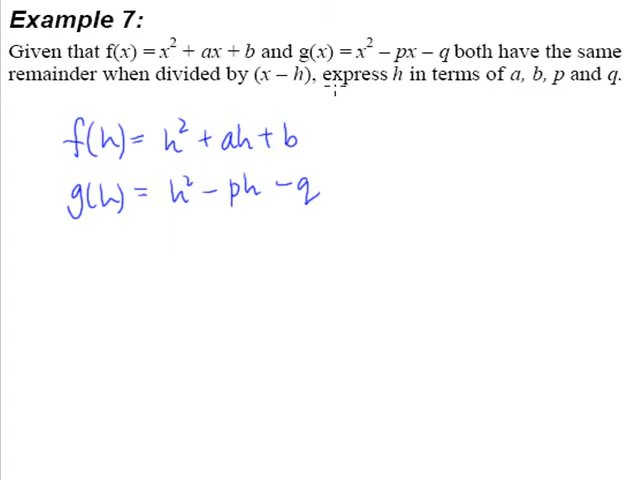 Example 7:
Given that f(x) = x² + ax + b and g(x) = x² − px − q both have the same
remainder when divided by (x − h), express h in terms of a, b, p and q.
f(h) = h² + ah + b
g(h) = h² − ph − q